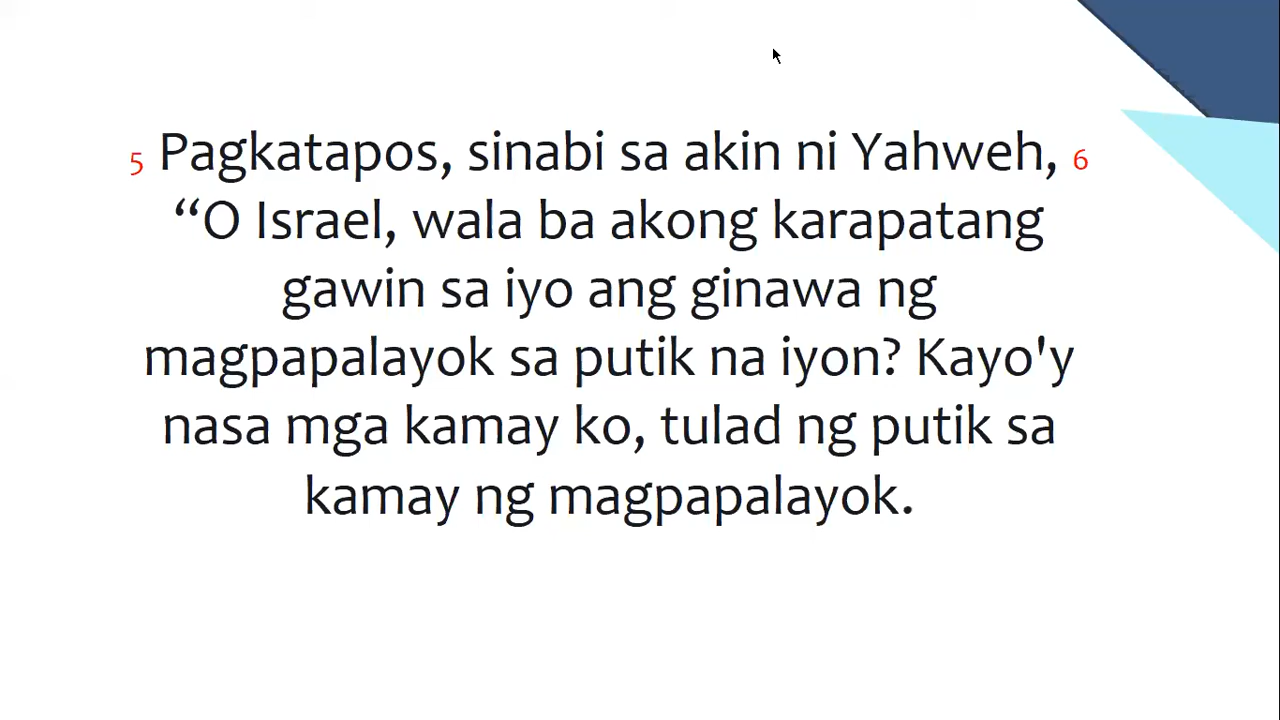 5 Pagkatapos, sinabi sa akin ni Yahweh, 6
“O Israel, wala ba akong karapatang
gawin sa iyo ang ginawa ng
magpapalayok sa putik na iyon? Kayo'y
nasa mga kamay ko, tulad ng putik sa
kamay ng magpapalayok.